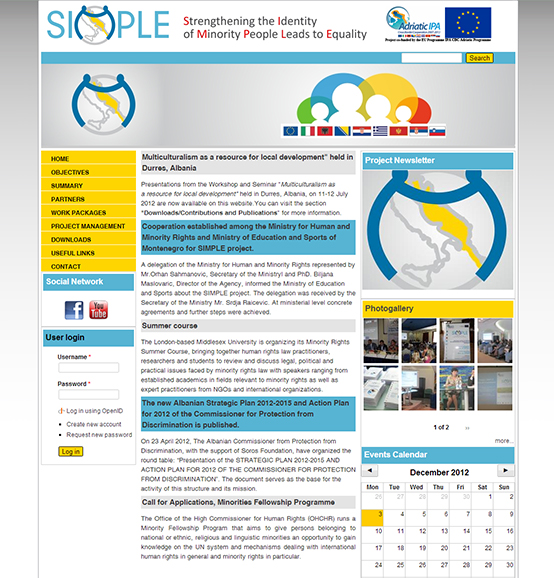 SIMPLE
Strengthening the Identity
of Minority People Leads to Equality
Adriatic IPA
Project co-funded by the EU Programme IPA CBC Adriatic Programme
Search
HOME
OBJECTIVES
SUMMARY
PARTNERS
WORK PACKAGES
PROJECT MANAGEMENT
DOWNLOADS
USEFUL LINKS
CONTACT
Social Network
f
You Tube
User login
Username *
Password *
Log in using OpenID
Create new account
Request new password
Log in
Multiculturalism as a resource for local development" held in
Durres, Albania
Presentations from the Workshop and Seminar "Multiculturalism as
a resource for local development" held in Durres, Albania, on 11-12 July
2012 are now available on this website.You can visit the section
"Downloads/Contributions and Publications" for more information.
Cooperation established among the Ministry for Human and
Minority Rights and Ministry of Education and Sports of
Montenegro for SIMPLE project.
A delegation of the Ministry for Human and Minority Rights represented by
Mr.Orhan Sahmanovic, Secretary of the Ministryl and PhD. Biljana
Maslovaric, Director of the Agency, informed the Ministry of
Education and Sports about the SIMPLE project. The delegation was received by the
Secretary of the Ministry Mr. Srdja Raicevic. At ministerial level concrete
agreements and further steps were achieved.
Summer course
The London-based Middlesex University is organizing its Minority Rights
Summer Course, bringing together human rights law practitioners,
researchers and students to review and discuss legal, political and
practical issues faced by minority rights law with speakers ranging from
established academics in fields relevant to minority rights as well as
expert practitioners from NGOs and international organizations.
The new Albanian Strategic Plan 2012-2015 and Action Plan
for 2012 of the Commissioner for Protection from
Discrimination is published.
On 23 April 2012, The Albanian Commissioner from Protection from
Discrimination, with the support of Soros Foundation, have organized the
round table: "Presentation of the STRATEGIC PLAN 2012-2015 AND
ACTION PLAN FOR 2012 OF THE COMMISSIONER FOR PROTECTION
FROM DISCRIMINATION". The document serves as the base for the
activity of this structure and its mission.
Call for Applications, Minorities Fellowship Programme
The Office of the High Commissioner for Human Rights (OHCHR) runs a
Minority Fellowship Program that aims to give persons belonging to
national or ethnic, religious and linguistic minorities an opportunity to gain
knowledge on the UN system and mechanisms dealing with international
human rights in general and minority rights in particular.
Project Newsletter
Photogallery
1 of 2 ››
more...
Events Calendar
December 2012
Mon Tue Wed Thu Fri Sat Sun
26 27 28 29 30 1 2
3 4 5 6 7 8 9
10 11 12 13 14 15 16
17 18 19 20 21 22 23
24 25 26 27 28 29 30